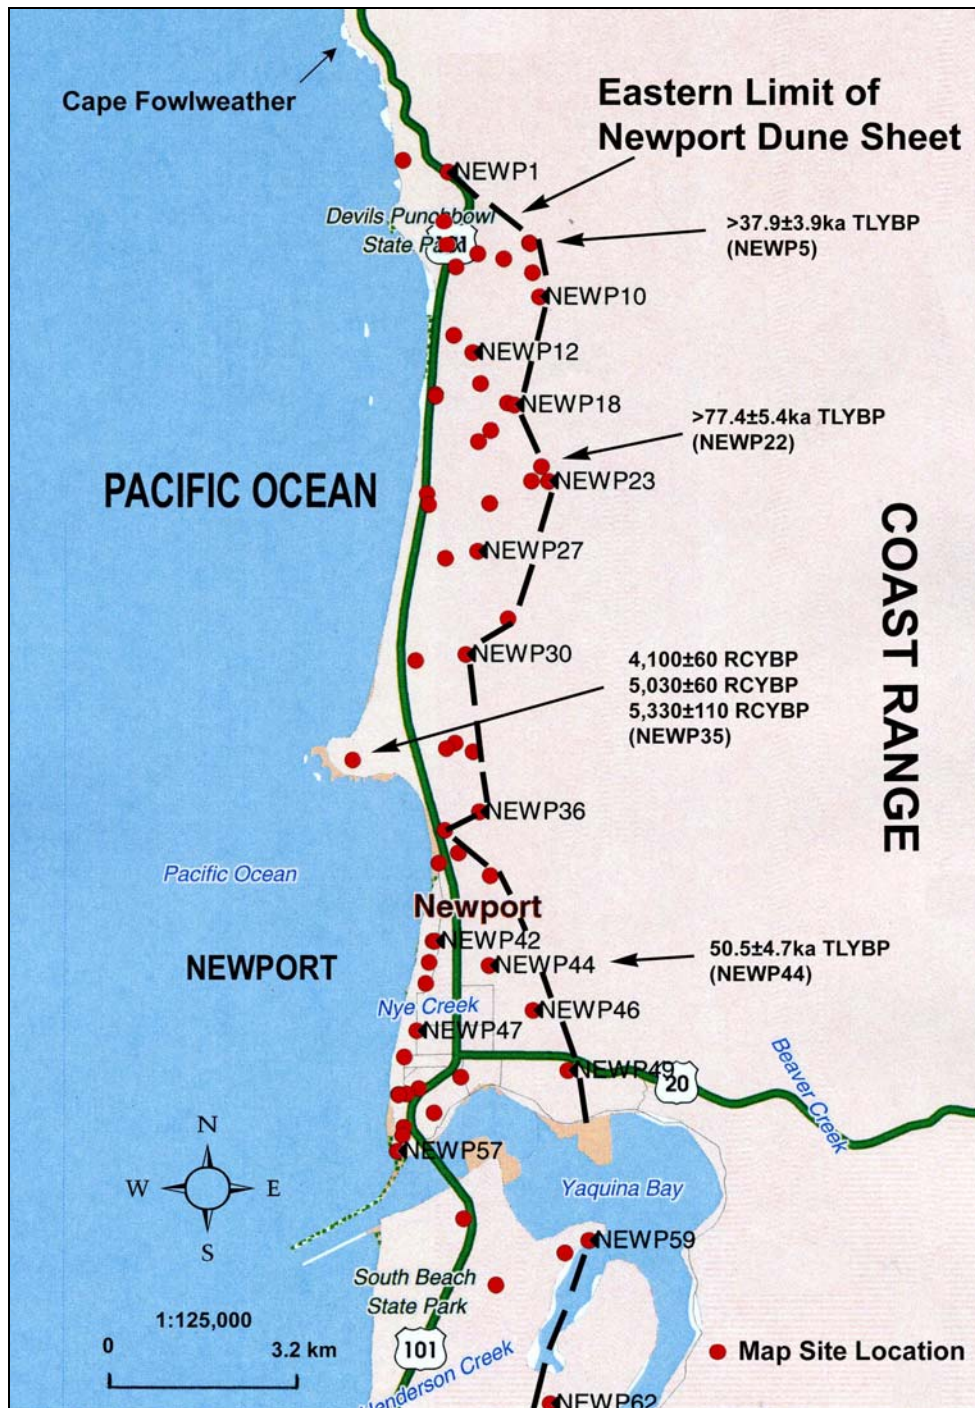 Cape Fowlweather
Eastern Limit of
Newport Dune Sheet
NEWP1
Devils Punchbowl
State Park
>37.9±3.9ka TLYBP
(NEWP5)
NEWP10
NEWP12
NEWP18
>77.4±5.4ka TLYBP
(NEWP22)
PACIFIC OCEAN
NEWP23
COAST RANGE
NEWP27
NEWP30
4,100±60 RCYBP
5,030±60 RCYBP
5,330±110 RCYBP
(NEWP35)
NEWP36
Pacific Ocean
Newport
NEWP42
NEWPORT
NEWP44
50.5±4.7ka TLYBP
(NEWP44)
Nye Creek
NEWP46
NEWP47
NEWP49
20
Beaver Creek
N
W
E
S
NEWP57
Yaquina Bay
NEWP59
South Beach
State Park
1:125,000
0
3.2 km
101
Map Site Location
Henderson Creek
NEWP62